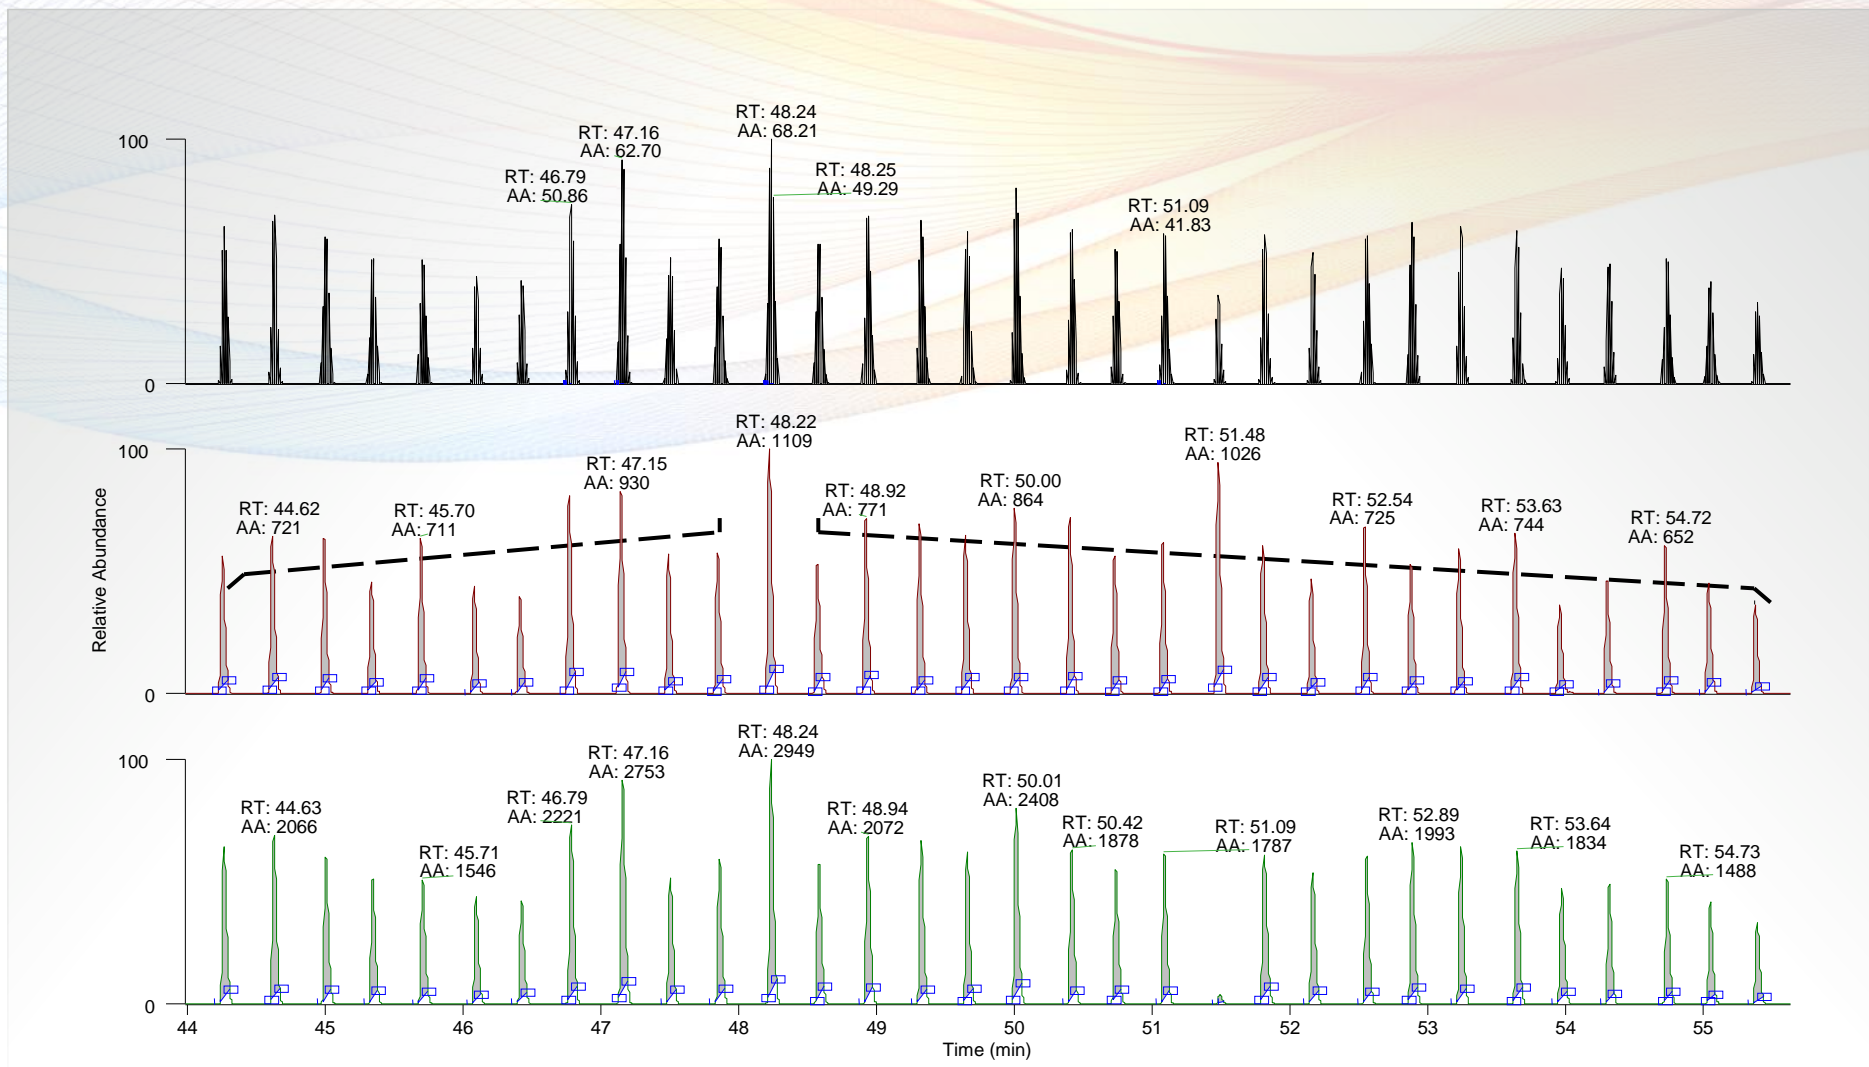 RT: 48.24
AA: 68.21
RT: 47.16
AA: 62.70
RT: 48.25
AA: 49.29
RT: 46.79
AA: 50.86
RT: 51.09
AA: 41.83
100
0
RT: 48.22
AA: 1109
RT: 51.48
AA: 1026
RT: 47.15
AA: 930
RT: 50.00
AA: 864
RT: 48.92
AA: 771
RT: 52.54
AA: 725
RT: 53.63
AA: 744
RT: 44.62
AA: 721
RT: 45.70
AA: 711
RT: 54.72
AA: 652
100
0
Relative Abundance
RT: 48.24
AA: 2949
RT: 47.16
AA: 2753
RT: 50.01
AA: 2408
RT: 46.79
AA: 2221
RT: 44.63
AA: 2066
RT: 48.94
AA: 2072
RT: 52.89
AA: 1993
RT: 50.42
AA: 1878
RT: 51.09
AA: 1787
RT: 53.64
AA: 1834
RT: 45.71
AA: 1546
RT: 54.73
AA: 1488
100
0
44 45 46 47 48 49 50 51 52 53 54 55
Time (min)